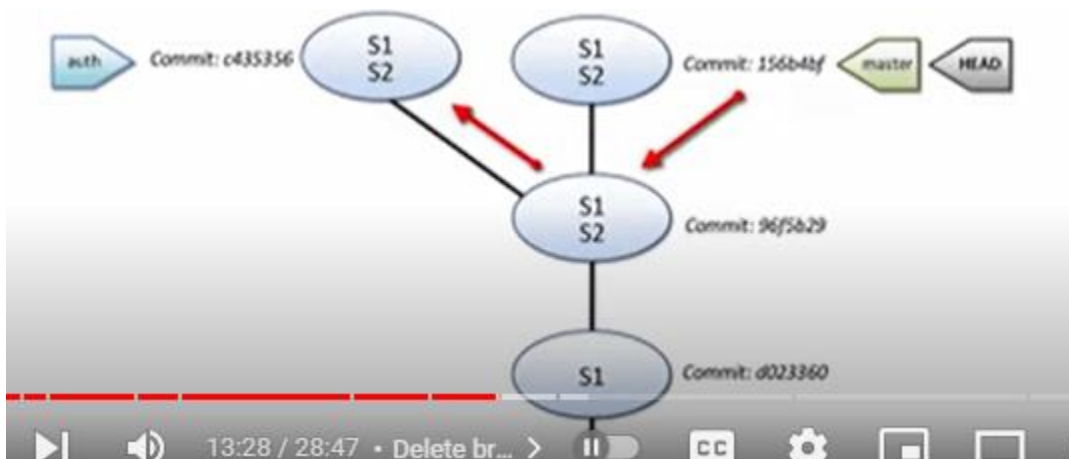 auth
Commit: c435356
S1
S2
S1
S2
Commit: 156b4bf
master
HEAD
S1
S2
Commit: 96f5b29
S1
Commit: d023360
13:28 / 28:47 • Delete br... >
CC